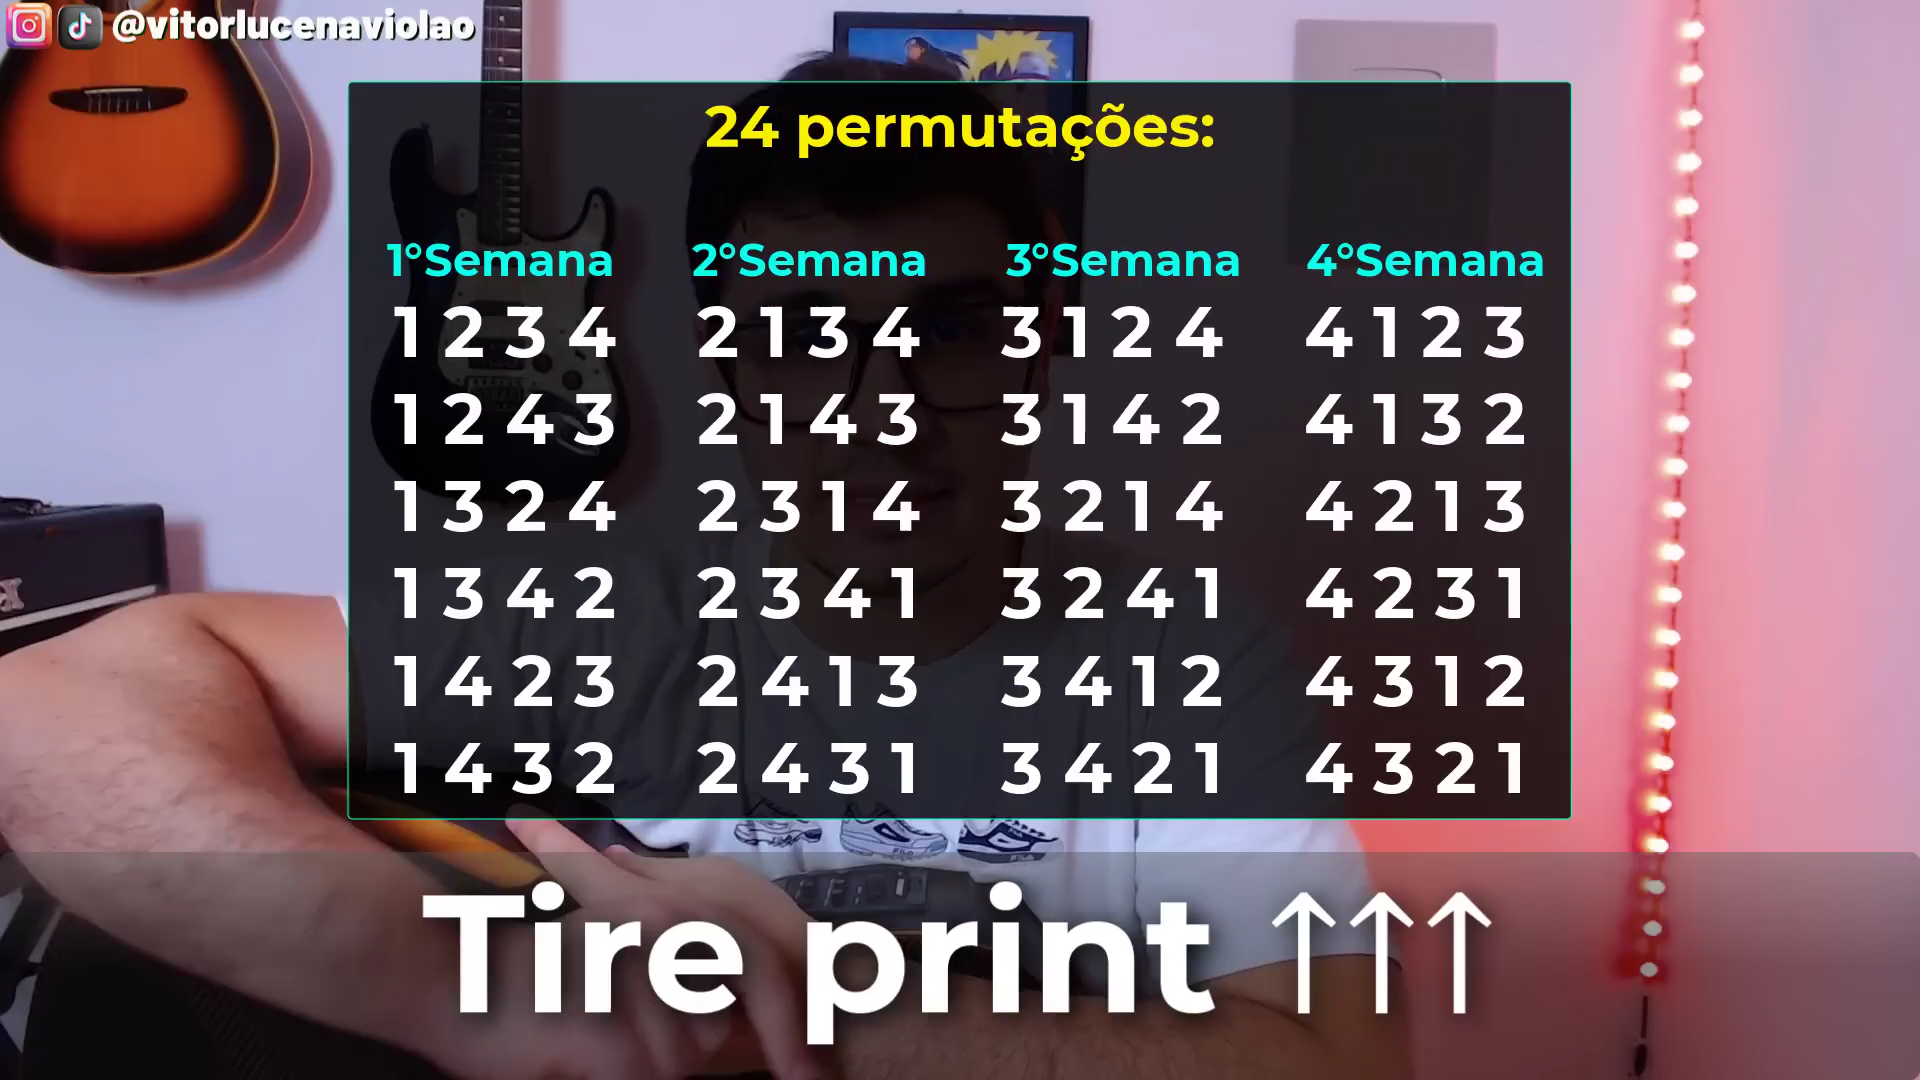 @vitorlucenaviolao
24 permutações:
1°Semana 2°Semana 3°Semana 4°Semana
1 2 3 4 2 1 3 4 3 1 2 4 4 1 2 3
1 2 4 3 2 1 4 3 3 1 4 2 4 1 3 2
1 3 2 4 2 3 1 4 3 2 1 4 4 2 1 3
1 3 4 2 2 3 4 1 3 2 4 1 4 2 3 1
1 4 2 3 2 4 1 3 3 4 1 2 4 3 1 2
1 4 3 2 2 4 3 1 3 4 2 1 4 3 2 1
FILA FILA
Tire print ↑↑↑